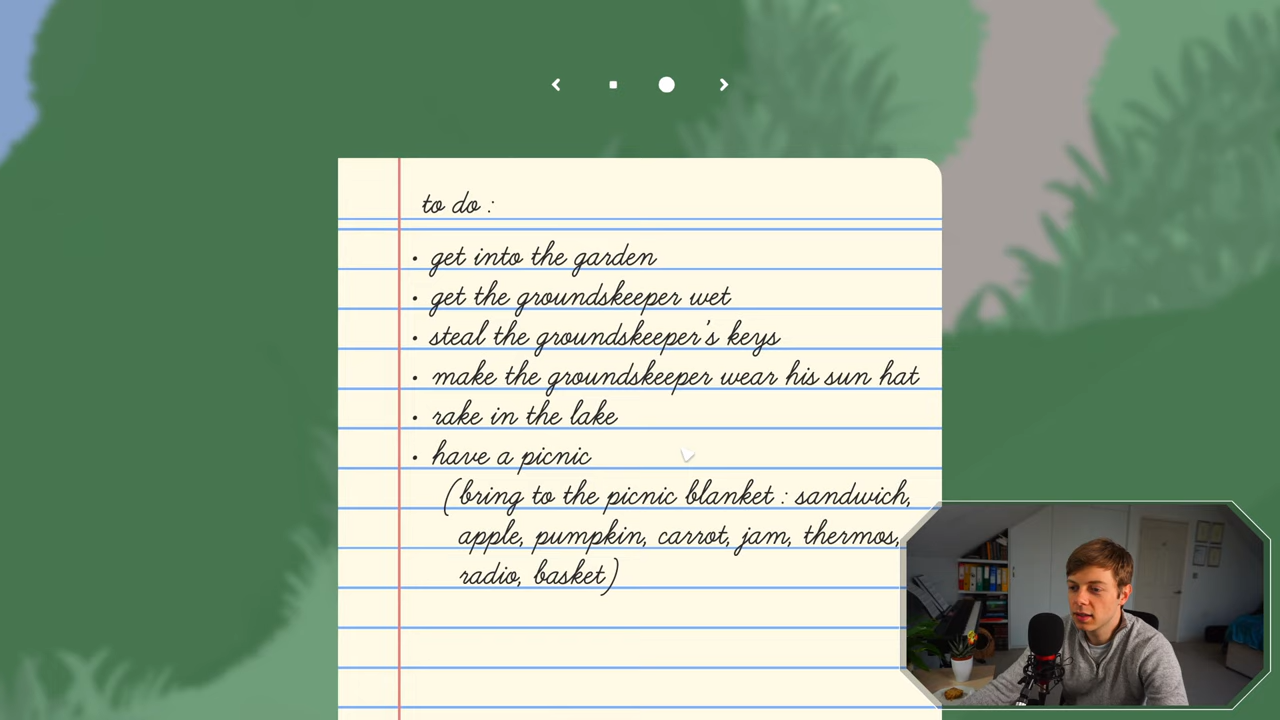 to do :
• get into the garden
• get the groundskeeper wet
• steal the groundskeeper's keys
• make the groundskeeper wear his sun hat
• rake in the lake
• have a picnic
(bring to the picnic blanket : sandwich,
apple, pumpkin, carrot, jam, thermos,
radio, basket)